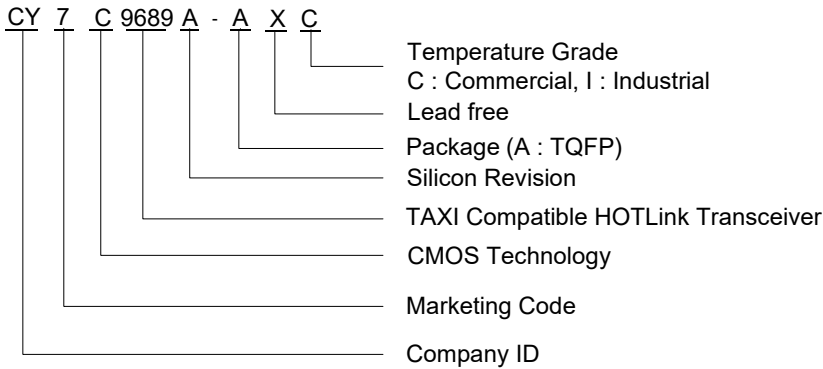 CY 7 C 9689 A - A X C
Temperature Grade
C : Commercial, I : Industrial
Lead free
Package (A : TQFP)
Silicon Revision
TAXI Compatible HOTLink Transceiver
CMOS Technology
Marketing Code
Company ID